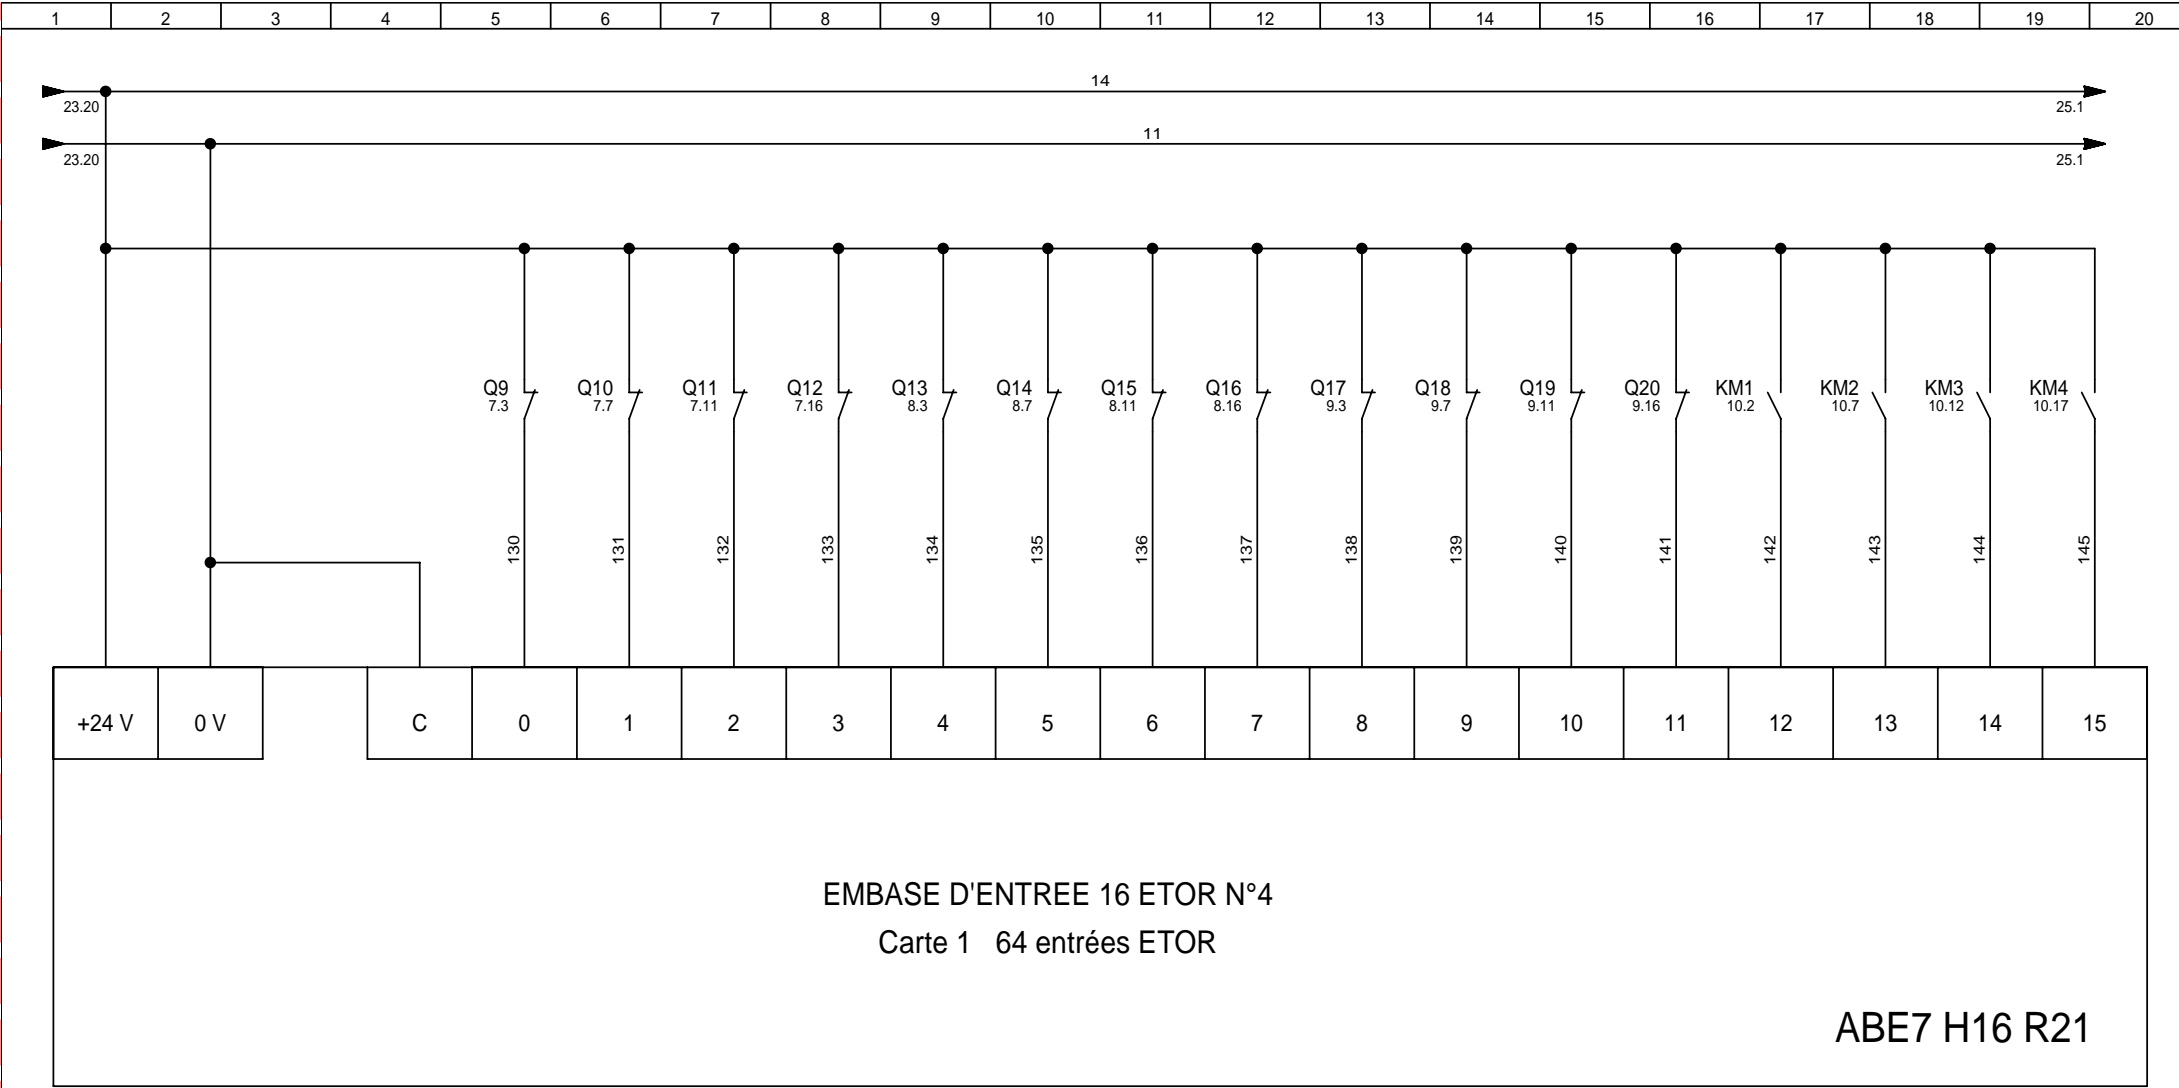 1 2 3 4 5 6 7 8 9 10 11 12 13 14 15 16 17 18 19 20
14
23.20 25.1
11
23.20 25.1
Q9 Q10 Q11 Q12 Q13 Q14 Q15 Q16 Q17 Q18 Q19 Q20 KM1 KM2 KM3 KM4
7.3 7.7 7.11 7.16 8.3 8.7 8.11 8.16 9.3 9.7 9.11 9.16 10.2 10.7 10.12 10.17
130 131 132 133 134 135 136 137 138 139 140 141 142 143 144 145
+24 V 0 V C 0 1 2 3 4 5 6 7 8 9 10 11 12 13 14 15
EMBASE D'ENTREE 16 ETOR N°4
Carte 1 64 entrées ETOR
ABE7 H16 R21